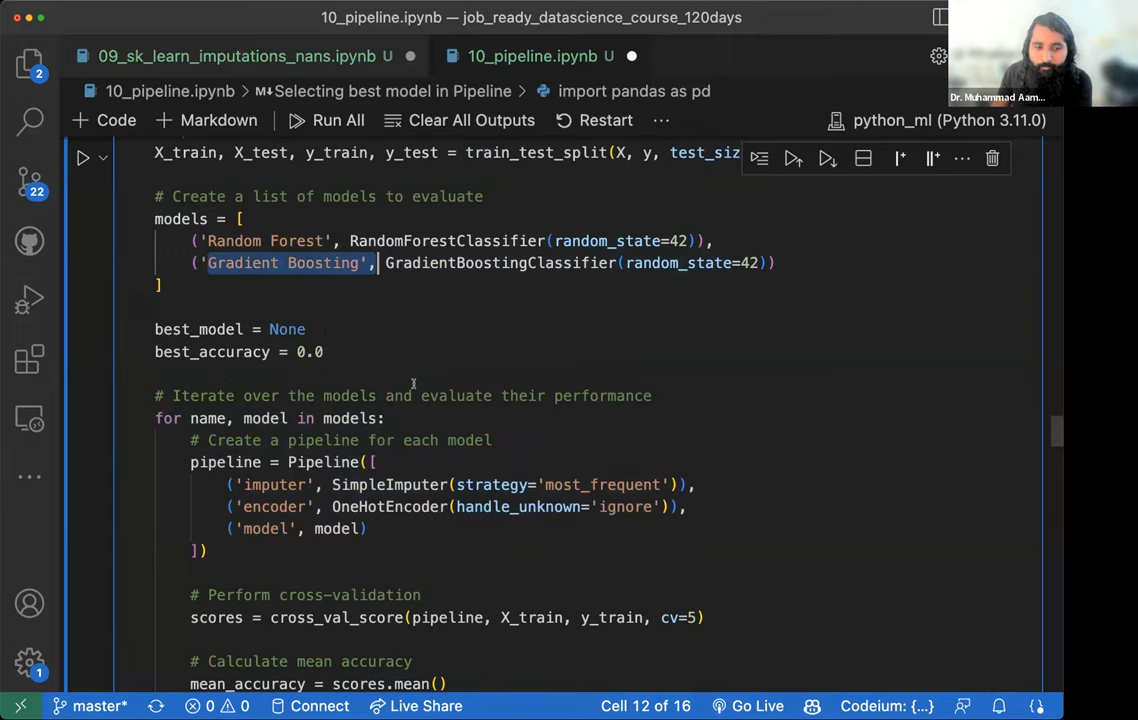 10_pipeline.ipynb — job_ready_datascience_course_120days
09_sk_learn_imputations_nans.ipynb U
10_pipeline.ipynb U
10_pipeline.ipynb > M↓Selecting best model in Pipeline > import pandas as pd
+ Code + Markdown Run All Clear All Outputs Restart ... python_ml (Python 3.11.0)
Dr. Muhammad Aam...
2
22
1
X_train, X_test, y_train, y_test = train_test_split(X, y, test_siz
# Create a list of models to evaluate
models = [
('Random Forest', RandomForestClassifier(random_state=42)),
('Gradient Boosting', GradientBoostingClassifier(random_state=42))
]
best_model = None
best_accuracy = 0.0
# Iterate over the models and evaluate their performance
for name, model in models:
# Create a pipeline for each model
pipeline = Pipeline([
('imputer', SimpleImputer(strategy='most_frequent')),
('encoder', OneHotEncoder(handle_unknown='ignore')),
('model', model)
])
# Perform cross-validation
scores = cross_val_score(pipeline, X_train, y_train, cv=5)
# Calculate mean accuracy
mean_accuracy = scores.mean()
master* 0 0 Connect Live Share Cell 12 of 16 Go Live Codeium: {...}